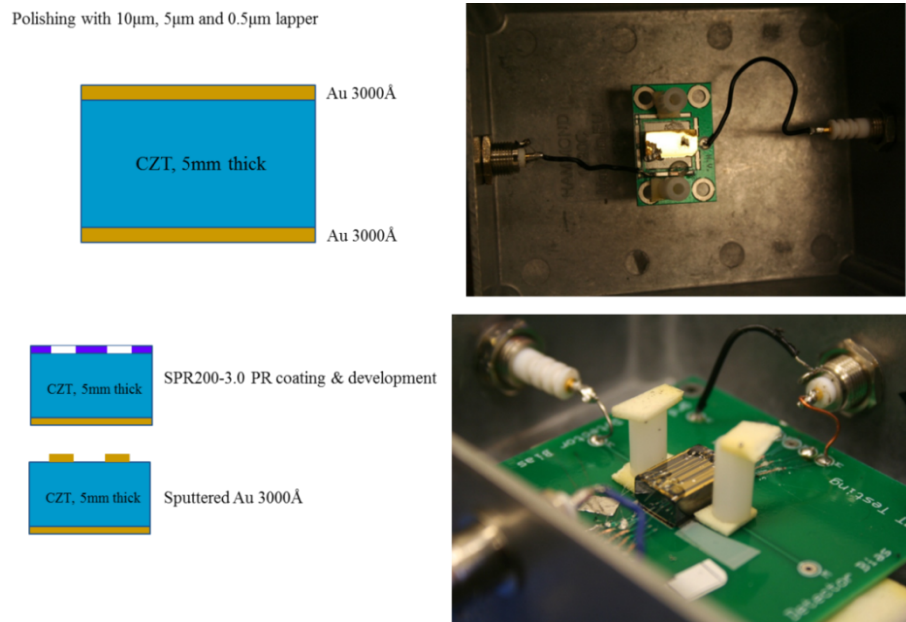 Polishing with 10μm, 5μm and 0.5μm lapper
Au 3000Å
CZT, 5mm thick
Au 3000Å
H.V.
CZT, 5mm thick
SPR200-3.0 PR coating & development
CZT, 5mm thick
Sputtered Au 3000Å
Bias
T Testing
Detector Bias